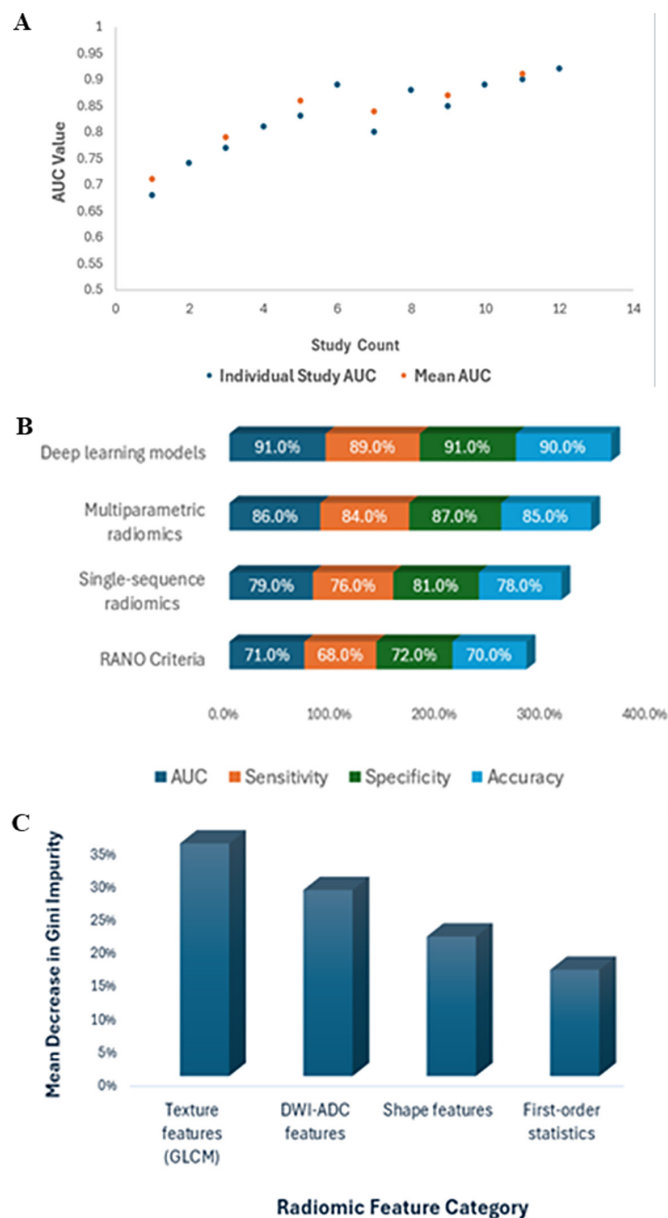 A
1
0.95
0.9
0.85
0.8
0.75
0.7
0.65
0.6
0.55
0.5
AUC Value
0 2 4 6 8 10 12 14
Study Count
Individual Study AUC Mean AUC
B
Deep learning models 91.0% 89.0% 91.0% 90.0%
Multiparametric
radiomics
86.0% 84.0% 87.0% 85.0%
Single-sequence
radiomics
79.0% 76.0% 81.0% 78.0%
RANO Criteria 71.0% 68.0% 72.0% 70.0%
0.0% 100.0% 200.0% 300.0% 400.0%
AUC Sensitivity Specificity Accuracy
C
Mean Decrease in Gini Impurity
35%
30%
25%
20%
15%
10%
5%
0%
Texture DWI-ADC Shape features First-order
features features statistics
(GLCM)
Radiomic Feature Category